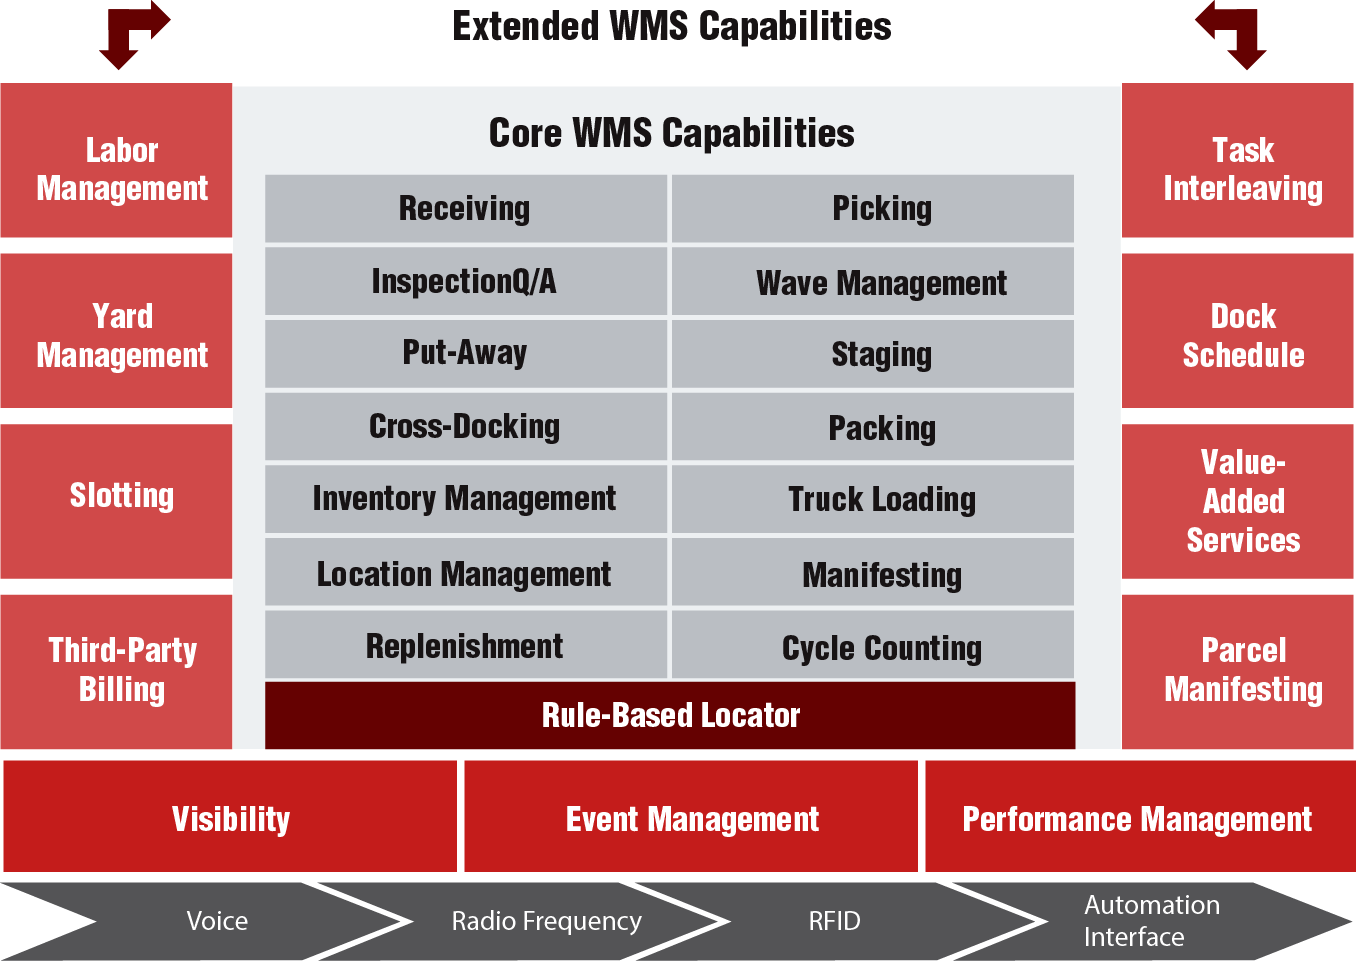 Extended WMS Capabilities
Core WMS Capabilities
Labor
Management
Yard
Management
Slotting
Third-Party
Billing
Receiving
Picking
InspectionQ/A
Wave Management
Put-Away
Staging
Cross-Docking
Packing
Inventory Management
Truck Loading
Location Management
Manifesting
Replenishment
Cycle Counting
Rule-Based Locator
Task
Interleaving
Dock
Schedule
Value-
Added
Services
Parcel
Manifesting
Visibility
Event Management
Performance Management
Voice
Radio Frequency
RFID
Automation
Interface